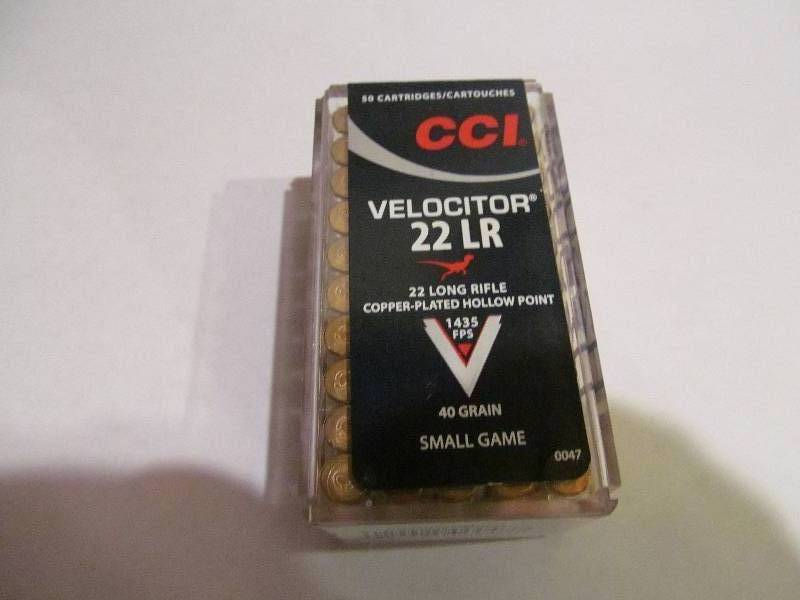 50 CARTRIDGES/CARTOUCHES
CCI®
VELOCITOR®
22 LR
22 LONG RIFLE
COPPER-PLATED HOLLOW POINT
1435
FPS
40 GRAIN
SMALL GAME
0047